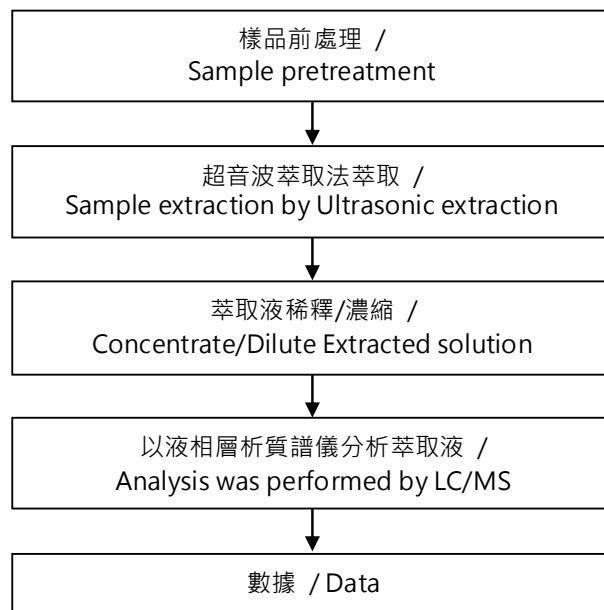 樣品前處理 /
Sample pretreatment
超音波萃取法萃取 /
Sample extraction by Ultrasonic extraction
萃取液稀釋/濃縮 /
Concentrate/Dilute Extracted solution
以液相層析質譜儀分析萃取液 /
Analysis was performed by LC/MS
數據 / Data